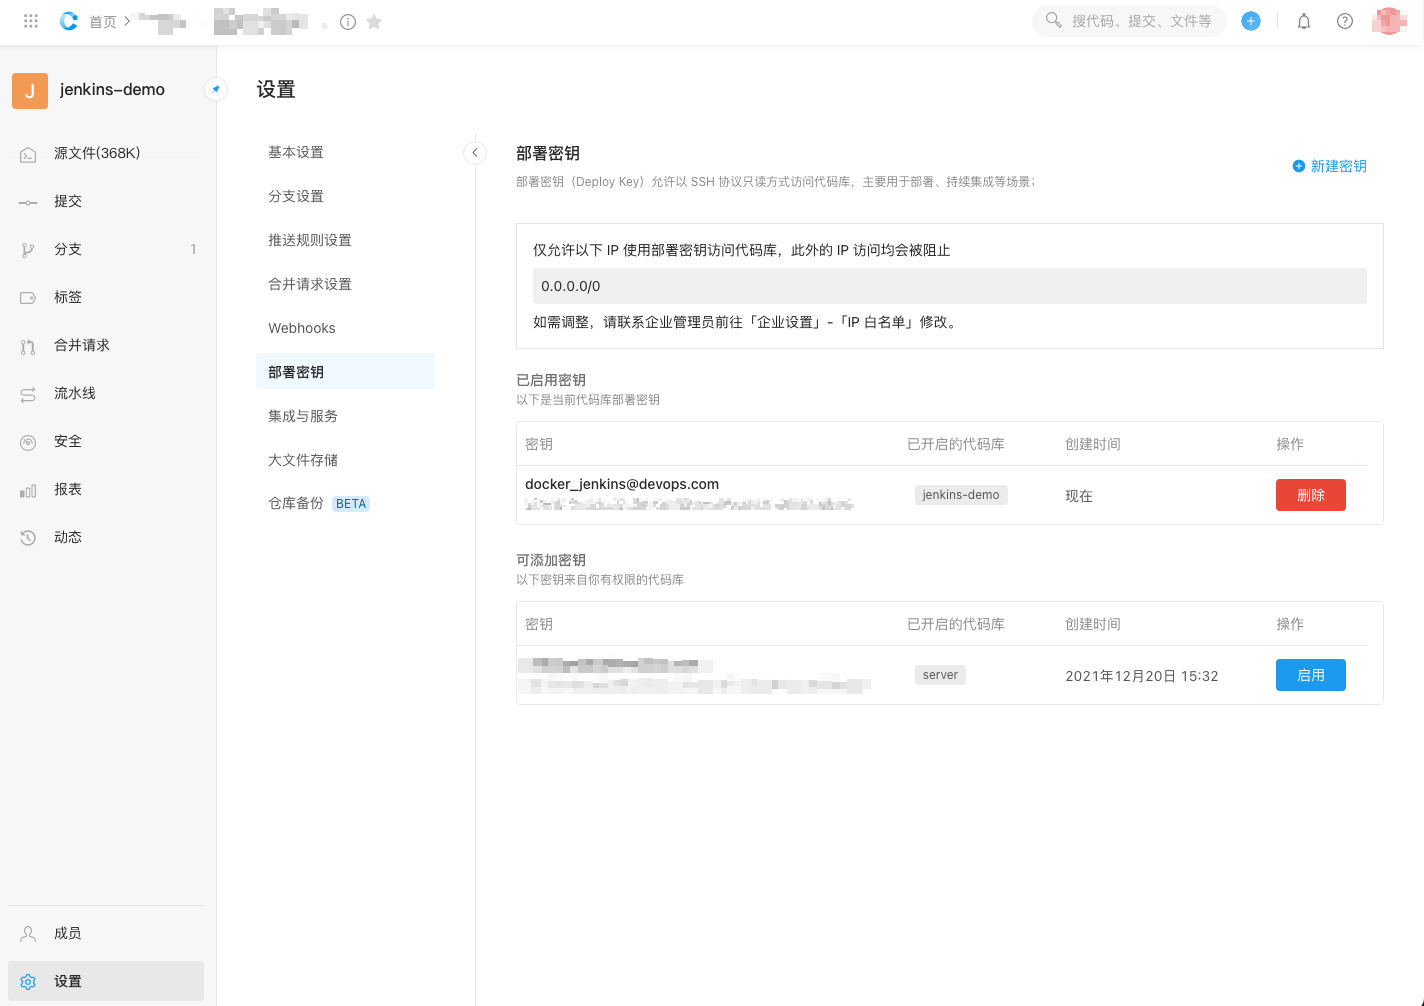 首页
搜代码、提交、文件等
J
jenkins-demo
源文件(368K)
提交
分支
1
标签
合并请求
流水线
安全
报表
动态
成员
设置
设置
基本设置
分支设置
推送规则设置
合并请求设置
Webhooks
部署密钥
集成与服务
大文件存储
仓库备份 BETA
部署密钥
新建密钥
部署密钥（Deploy Key）允许以 SSH 协议只读方式访问代码库，主要用于部署、持续集成等场景；
仅允许以下 IP 使用部署密钥访问代码库，此外的 IP 访问均会被阻止
0.0.0.0/0
如需调整，请联系企业管理员前往「企业设置」-「IP 白名单」修改。
已启用密钥
以下是当前代码库部署密钥
密钥 已开启的代码库 创建时间 操作
docker_jenkins@devops.com
jenkins-demo 现在 删除
可添加密钥
以下密钥来自你有权限的代码库
密钥 已开启的代码库 创建时间 操作
server 2021年12月20日 15:32 启用